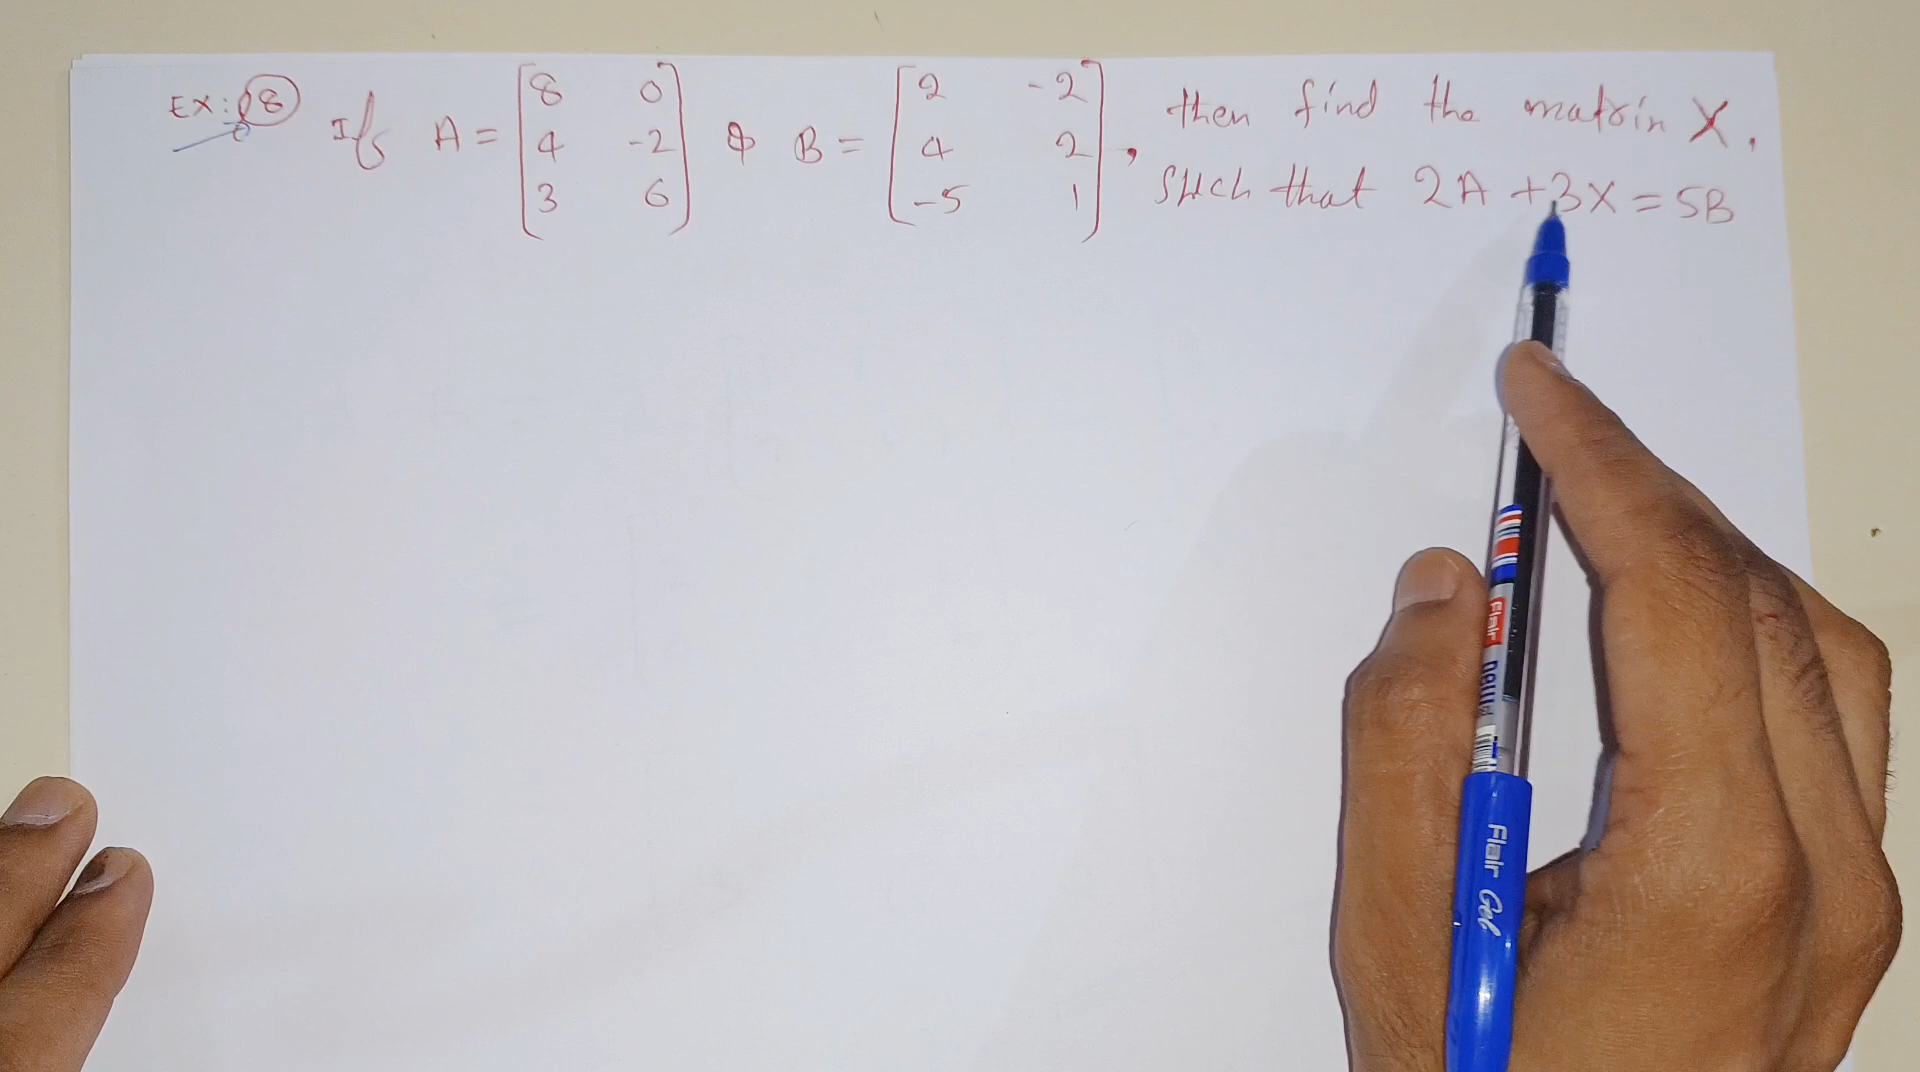 Ex: 8 If A = [8 0 4 -2 3 6] & B = [2 -2 4 2 -5 1], then find the matrix X.
such that 2A + 3X = 5B
Flair
Flair Gel